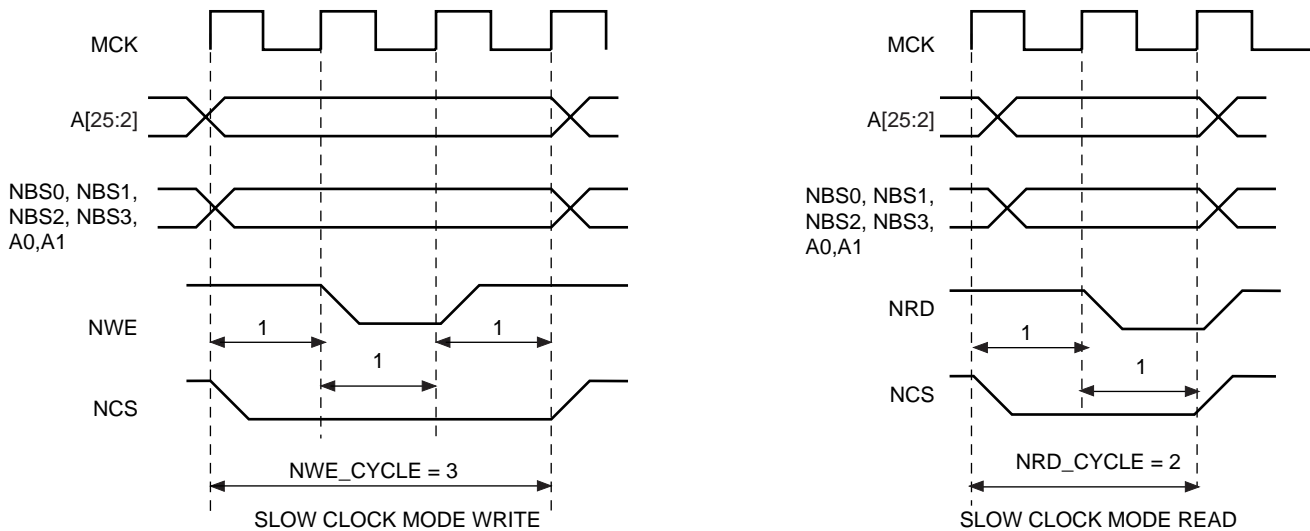 MCK
A[25:2]
NBS0, NBS1,
NBS2, NBS3,
A0,A1
NWE
1
1
1
NCS
NWE_CYCLE = 3
SLOW CLOCK MODE WRITE
MCK
A[25:2]
NBS0, NBS1,
NBS2, NBS3,
A0,A1
NRD
1
1
NCS
NRD_CYCLE = 2
SLOW CLOCK MODE READ